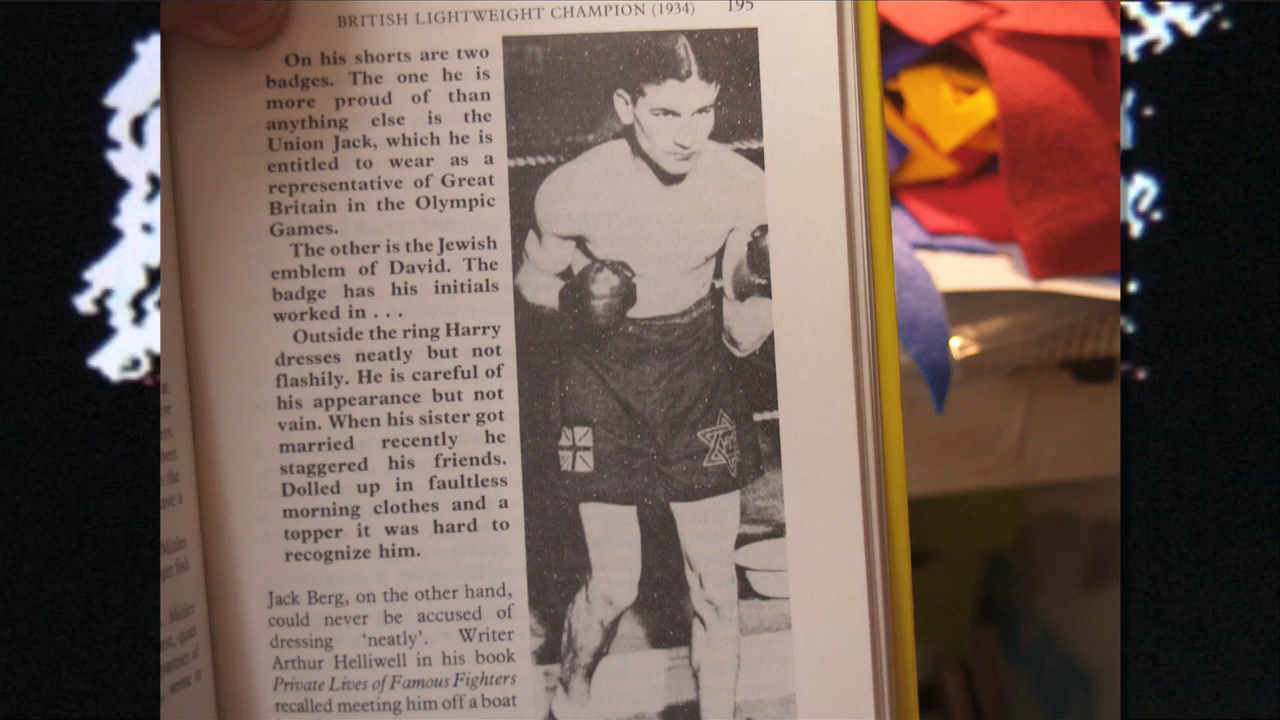 BRITISH LIGHTWEIGHT CHAMPION (1934) 195
On his shorts are two
badges. The one he is
more proud of than
anything else is the
Union Jack, which he is
entitled to wear as a
representative of Great
Britain in the Olympic
Games.
The other is the Jewish
emblem of David. The
badge has his initials
worked in . . .
Outside the ring Harry
dresses neatly but not
flashily. He is careful of
his appearance but not
vain. When his sister got
married recently he
staggered his friends.
Dolled up in faultless
morning clothes and a
topper it was hard to
recognize him.
Jack Berg, on the other hand,
could never be accused of
dressing 'neatly'. Writer
Arthur Helliwell in his book
Private Lives of Famous Fighters
recalled meeting him off a boat